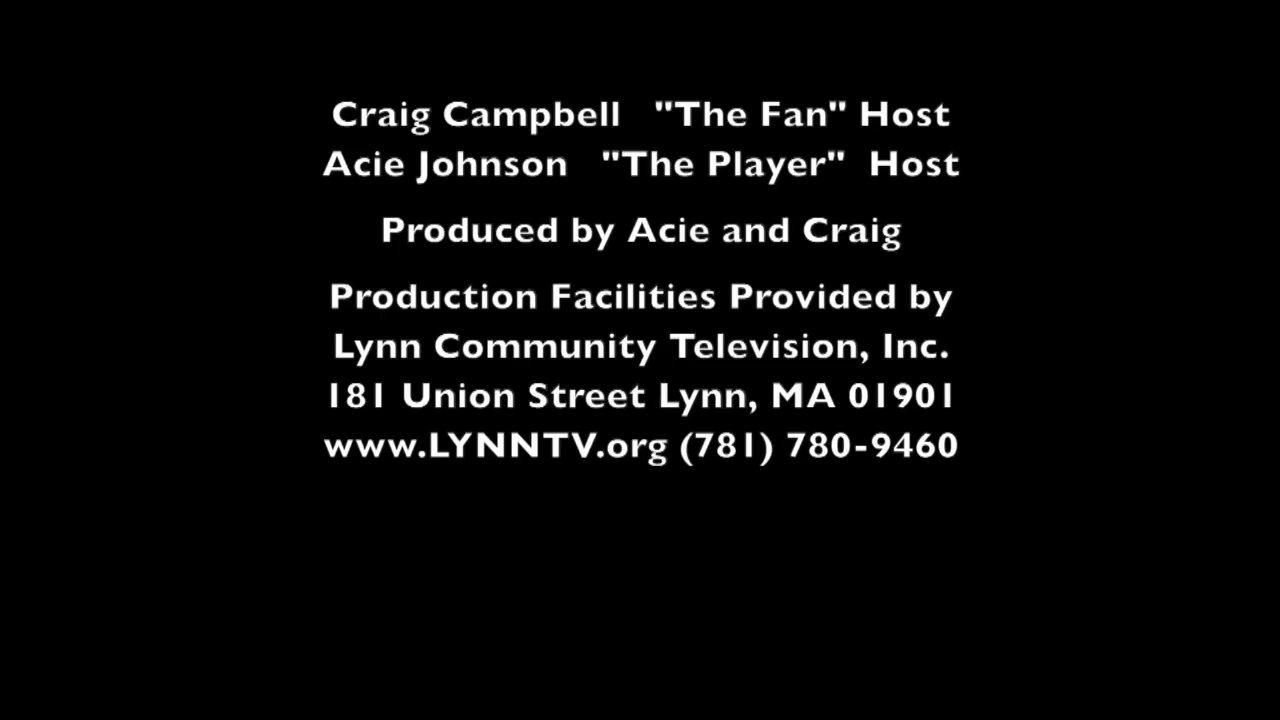 Craig Campbell   "The Fan" Host
Acie Johnson   "The Player"  Host
Produced by Acie and Craig
Production Facilities Provided by
Lynn Community Television, Inc.
181 Union Street Lynn, MA 01901
www.LYNNTV.org (781) 780-9460